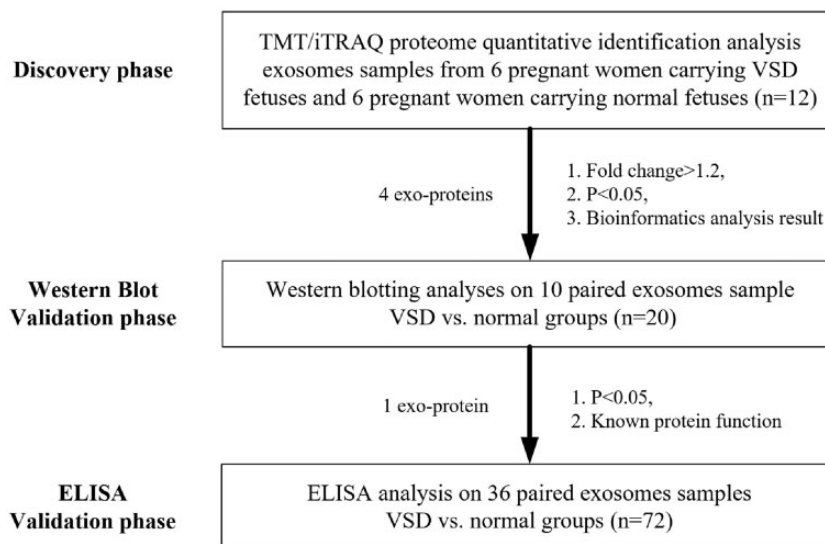 Discovery phase
TMT/iTRAQ proteome quantitative identification analysis
exosomes samples from 6 pregnant women carrying VSD
fetuses and 6 pregnant women carrying normal fetuses (n=12)
4 exo-proteins
1. Fold change>1.2,
2. P<0.05,
3. Bioinformatics analysis result
Western Blot
Validation phase
Western blotting analyses on 10 paired exosomes sample
VSD vs. normal groups (n=20)
1 exo-protein
1. P<0.05,
2. Known protein function
ELISA
Validation phase
ELISA analysis on 36 paired exosomes samples
VSD vs. normal groups (n=72)